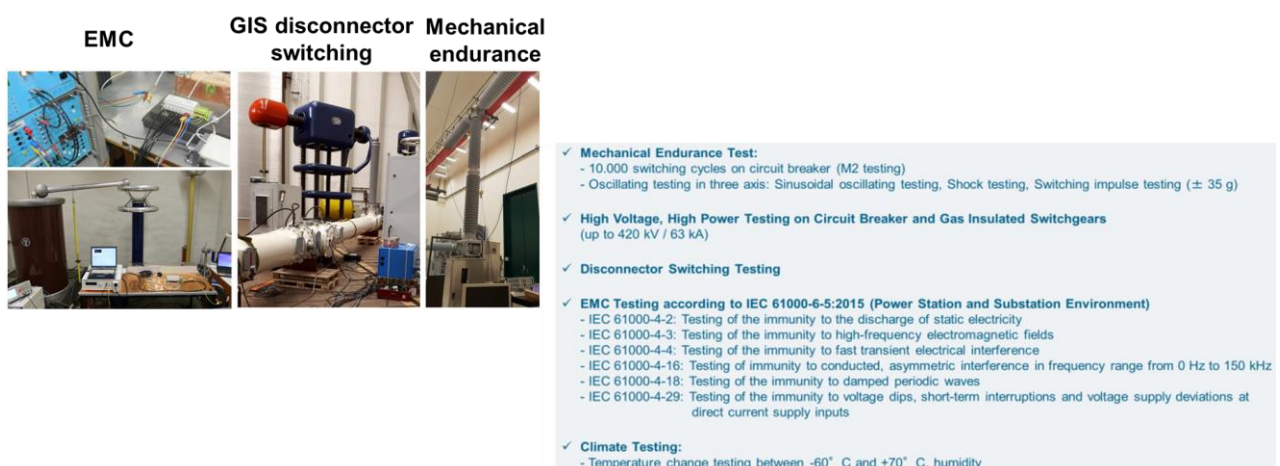 EMC
GIS disconnector
switching
Mechanical
endurance
✓ Mechanical Endurance Test:
- 10.000 switching cycles on circuit breaker (M2 testing)
- Oscillating testing in three axis: Sinusoidal oscillating testing, Shock testing, Switching impulse testing (± 35 g)
✓ High Voltage, High Power Testing on Circuit Breaker and Gas Insulated Switchgears
(up to 420 kV / 63 kA)
✓ Disconnector Switching Testing
✓ EMC Testing according to IEC 61000-6-5:2015 (Power Station and Substation Environment)
- IEC 61000-4-2: Testing of the immunity to the discharge of static electricity
- IEC 61000-4-3: Testing of the immunity to high-frequency electromagnetic fields
- IEC 61000-4-4: Testing of the immunity to fast transient electrical interference
- IEC 61000-4-16: Testing of immunity to conducted, asymmetric interference in frequency range from 0 Hz to 150 kHz
- IEC 61000-4-18: Testing of the immunity to damped periodic waves
- IEC 61000-4-29: Testing of the immunity to voltage dips, short-term interruptions and voltage supply deviations at
direct current supply inputs
✓ Climate Testing:
- Temperature change testing between -60° C and +70° C, humidity